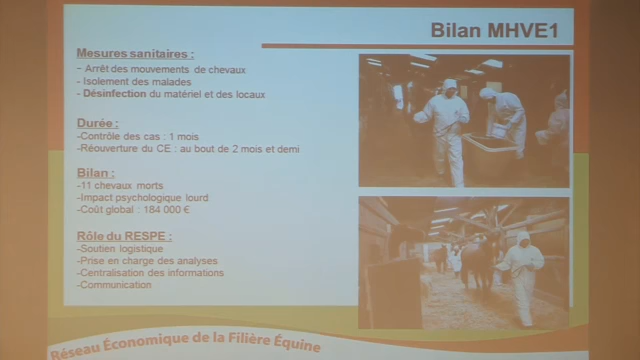 Bilan MHVE1
Mesures sanitaires :
- Arrêt des mouvements de chevaux
- Isolement des malades
- Désinfection du matériel et des locaux
Durée :
-Contrôle des cas : 1 mois
-Réouverture du CE : au bout de 2 mois et demi
Bilan :
-11 chevaux morts
-Impact psychologique lourd
-Coût global : 184 000 €
Rôle du RESPE :
-Soutien logistique
-Prise en charge des analyses
-Centralisation des informations
-Communication
Réseau Économique de la Filière Équine